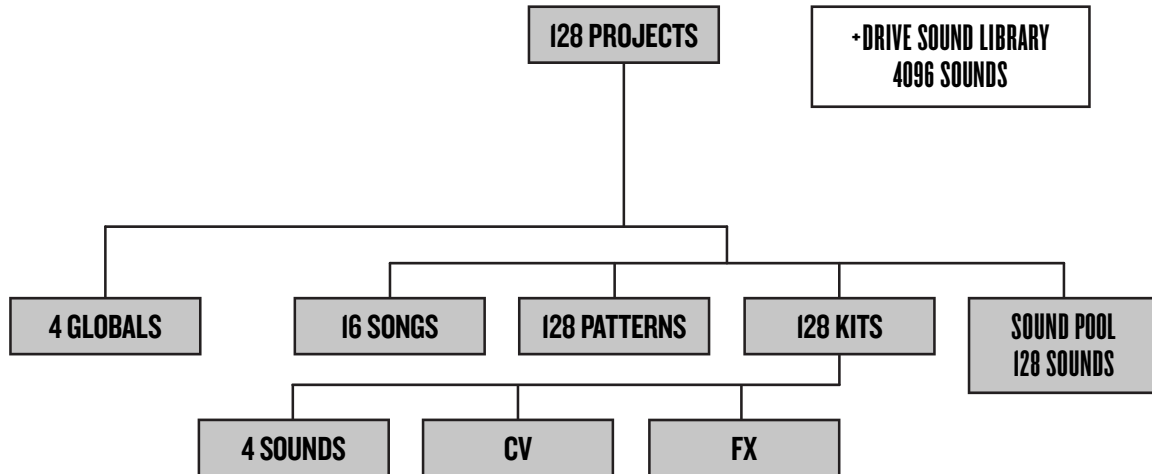 128 PROJECTS
+DRIVE SOUND LIBRARY
4096 SOUNDS
4 GLOBALS
16 SONGS
128 PATTERNS
128 KITS
SOUND POOL
128 SOUNDS
4 SOUNDS
CV
FX